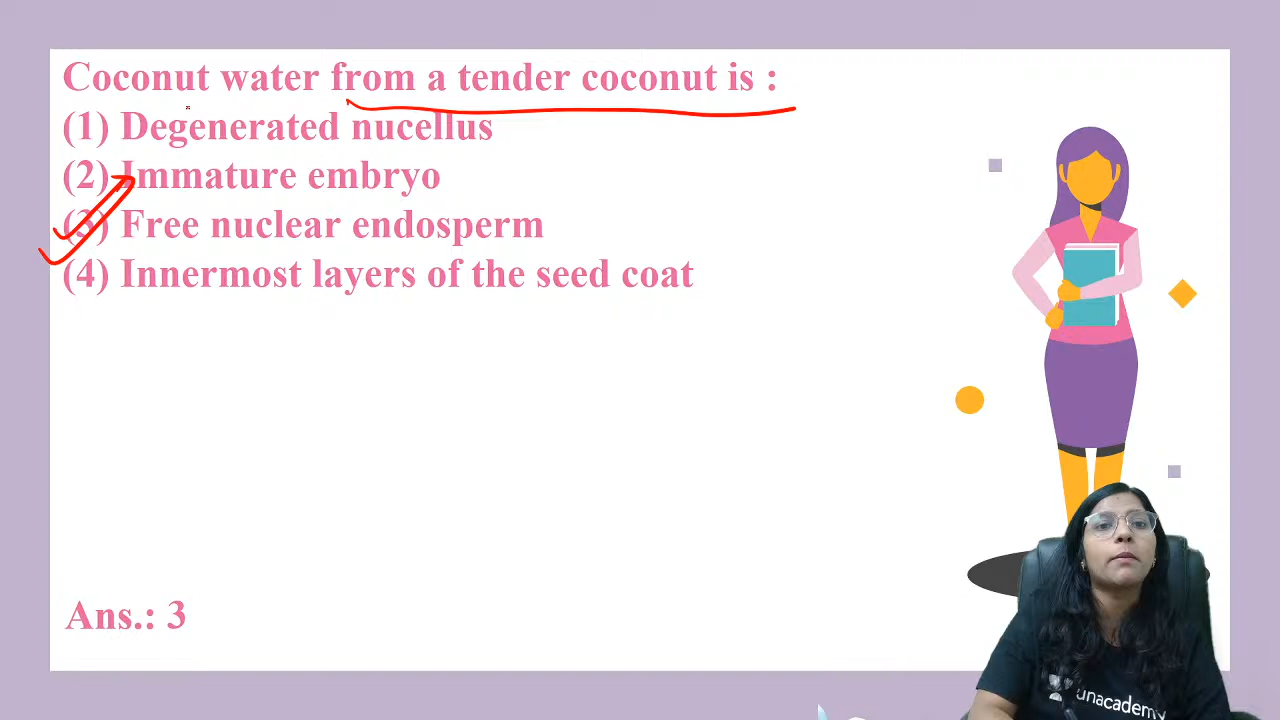 Coconut water from a tender coconut is :
(1) Degenerated nucellus
(2) Immature embryo
(3) Free nuclear endosperm
(4) Innermost layers of the seed coat
Ans.: 3
unacademy